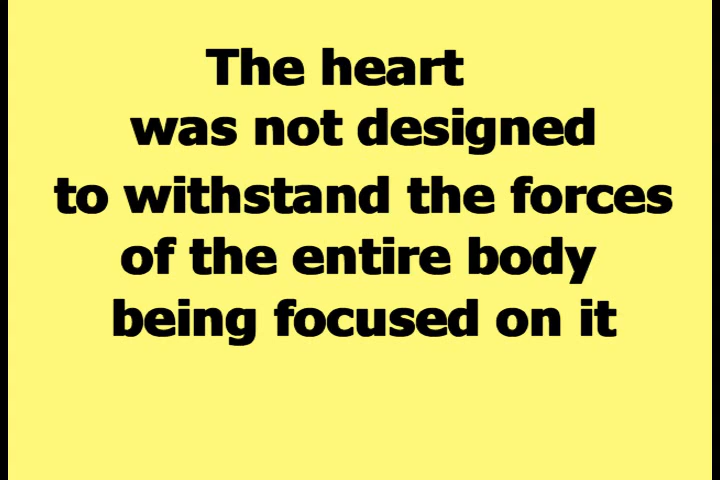 The heart
was not designed
to withstand the forces
of the entire body
being focused on it